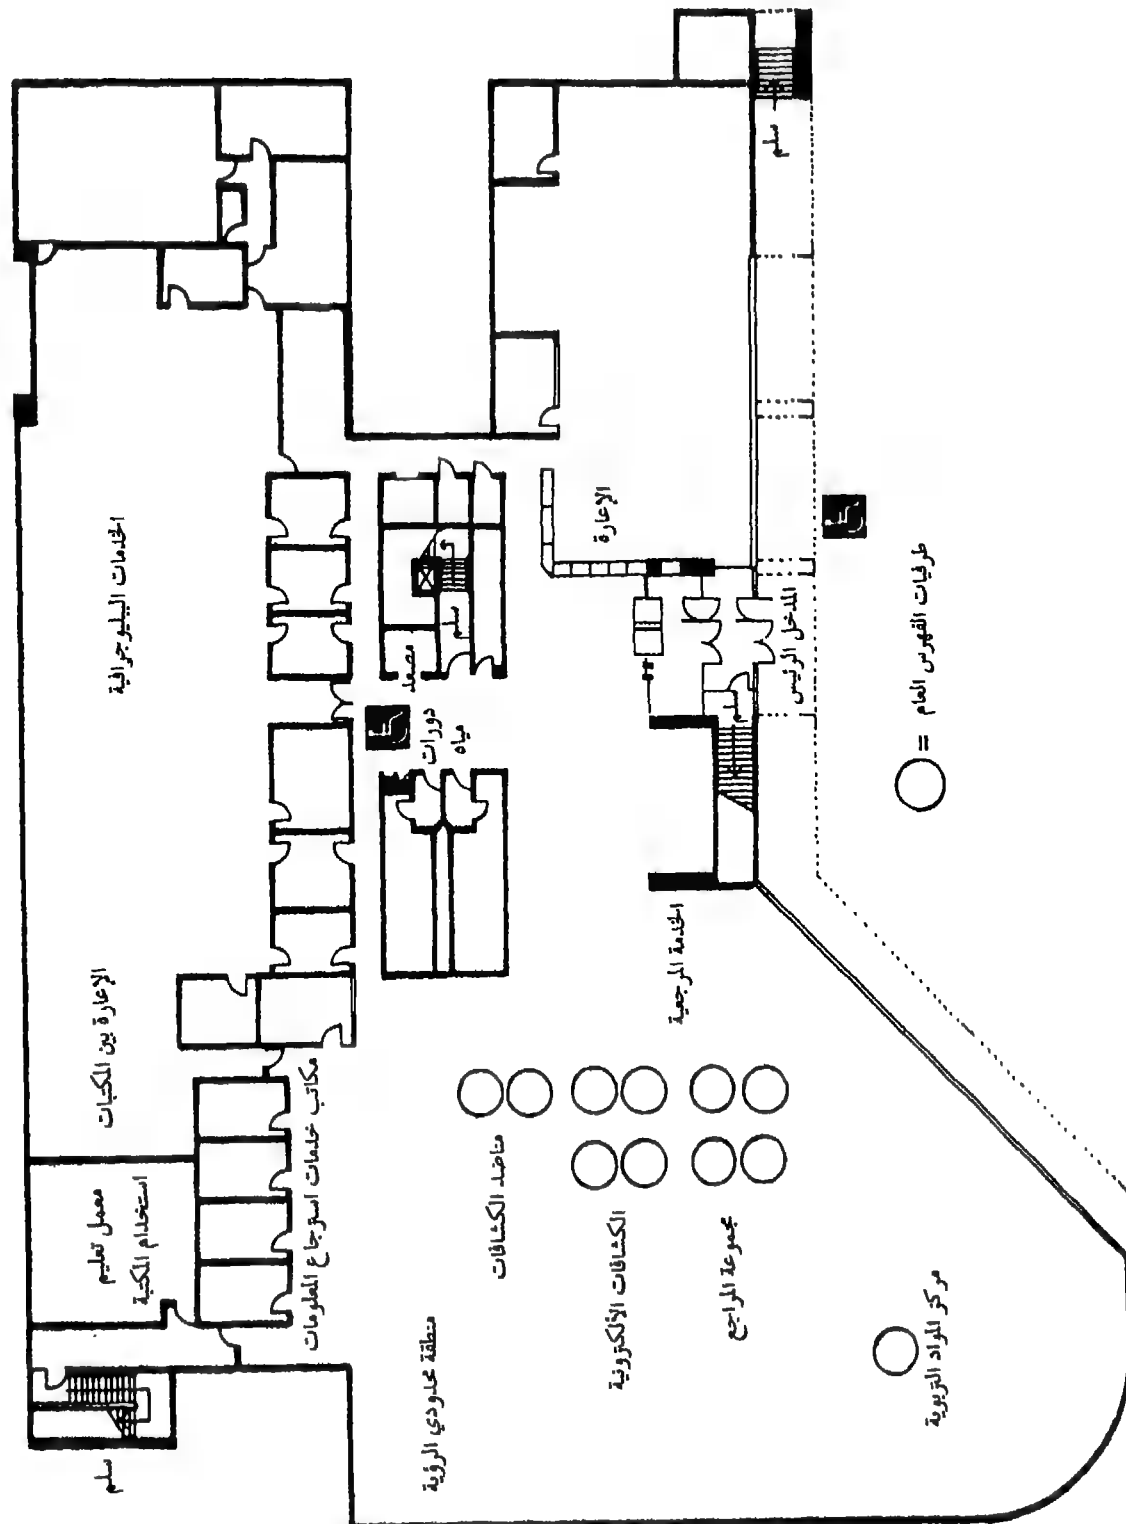 سلم
سلم
الخدمات الببليوجرافية
الإعارة
طرفيات الفهرس العام =
المدخل الرئيسي
سلم
مصعد
سلم
دورات
مياه
الخدمة المرجعية
الإعارة بين المكتبات
مكاتب خدمات استرجاع المعلومات
معمل تعليم
استخدام المكتبة
مناضد الكشافات
الكشافات الألكترونية
مجموعة المراجع
مركز المواد التربوية
منطقة محدودي الرؤية